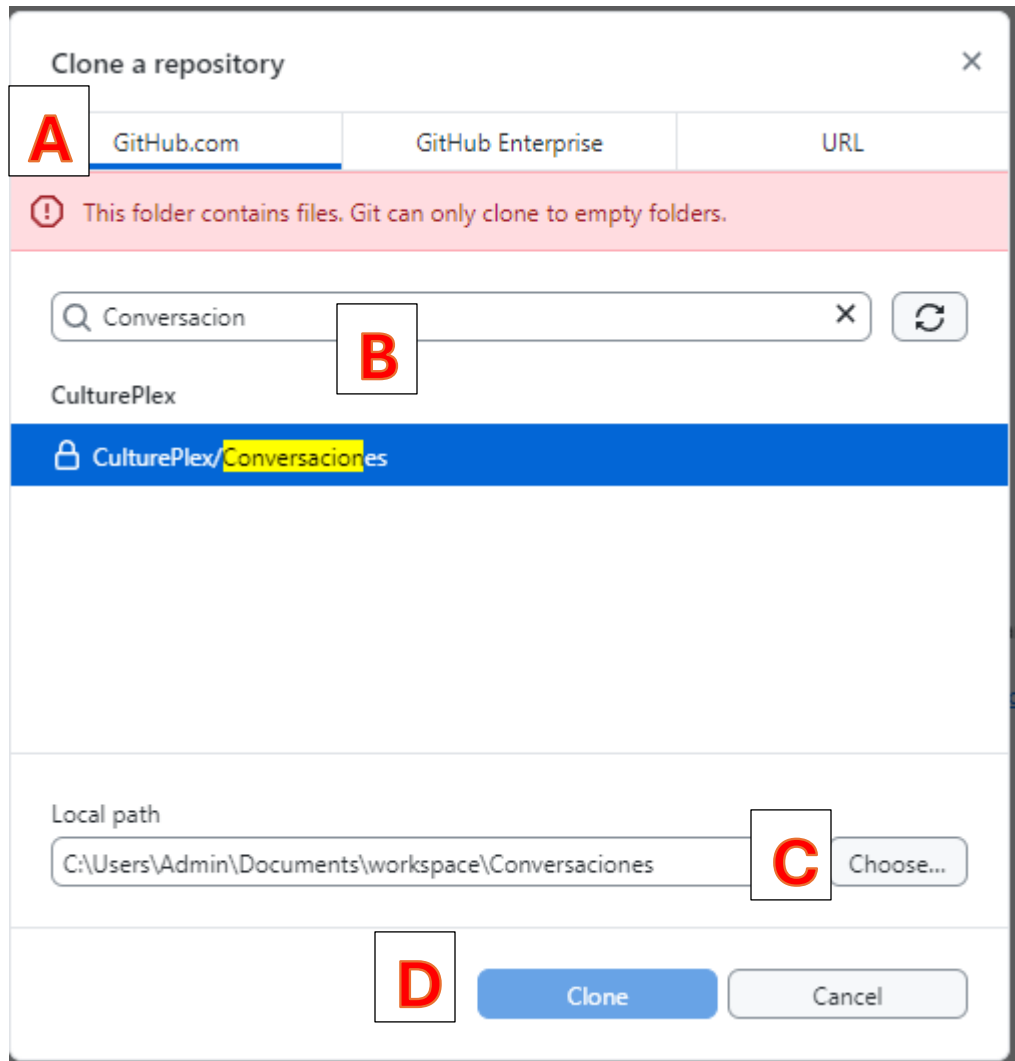 Clone a repository
A
GitHub.com
GitHub Enterprise
URL
This folder contains files. Git can only clone to empty folders.
Conversacion
B
CulturePlex
CulturePlex/Conversaciones
Local path
C:\Users\Admin\Documents\workspace\Conversaciones
C
Choose...
D
Clone
Cancel